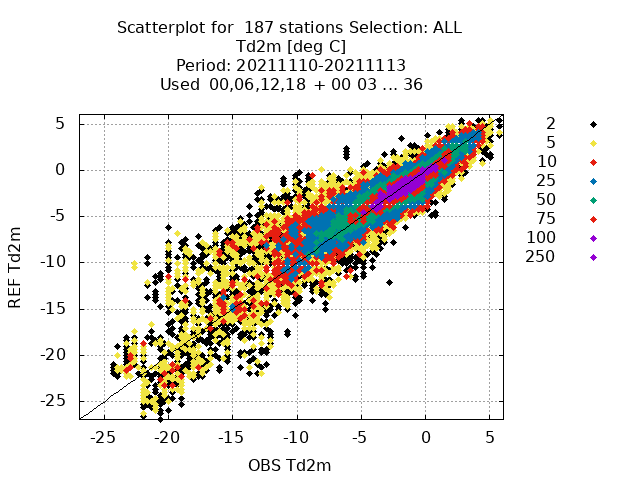 Scatterplot for  187 stations Selection: ALL
Td2m [deg C]
Period: 20211110-20211113
Used  00,06,12,18 + 00 03 ... 36
5
0
-5
-10
-15
-20
-25
REF Td2m
-25 -20 -15 -10 -5 0 5
OBS Td2m
2
5
10
25
50
75
100
250